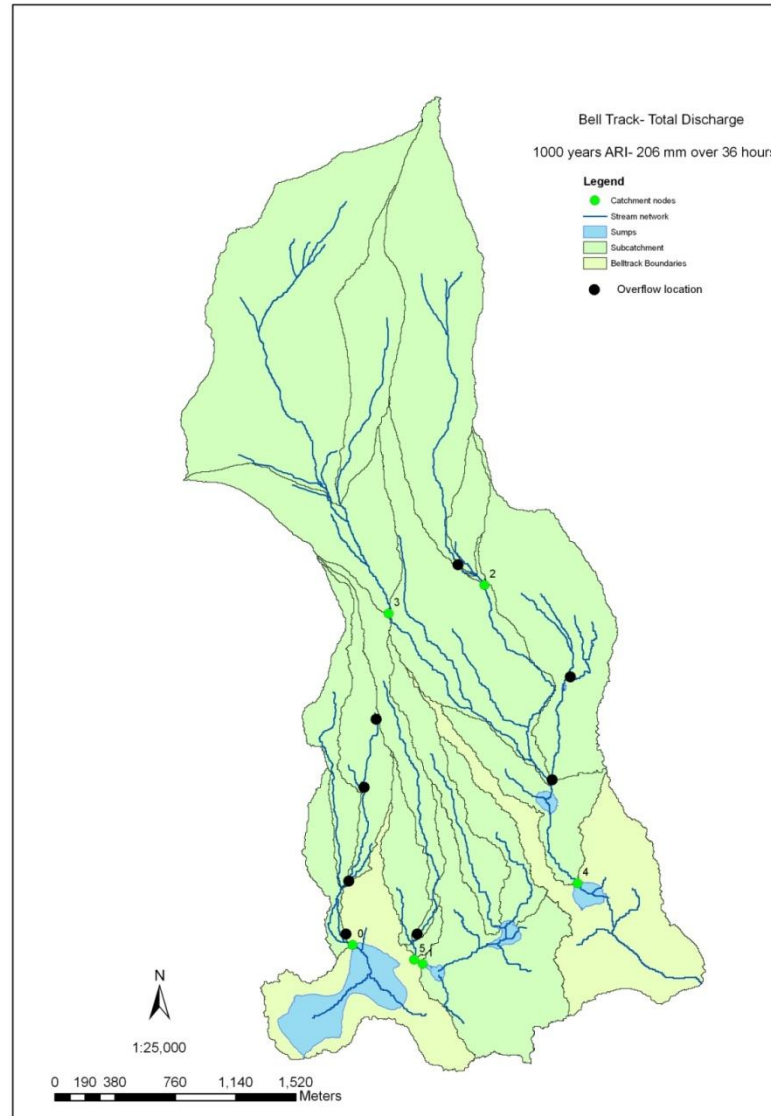 Bell Track- Total Discharge
1000 years ARI- 206 mm over 36 hours
Legend
Catchment nodes
Stream network
Sumps
Subcatchment
Belltrack Boundaries
Overflow location
2
3
4
0
5
1
N
1:25,000
0 190 380 760 1,140 1,520
Meters